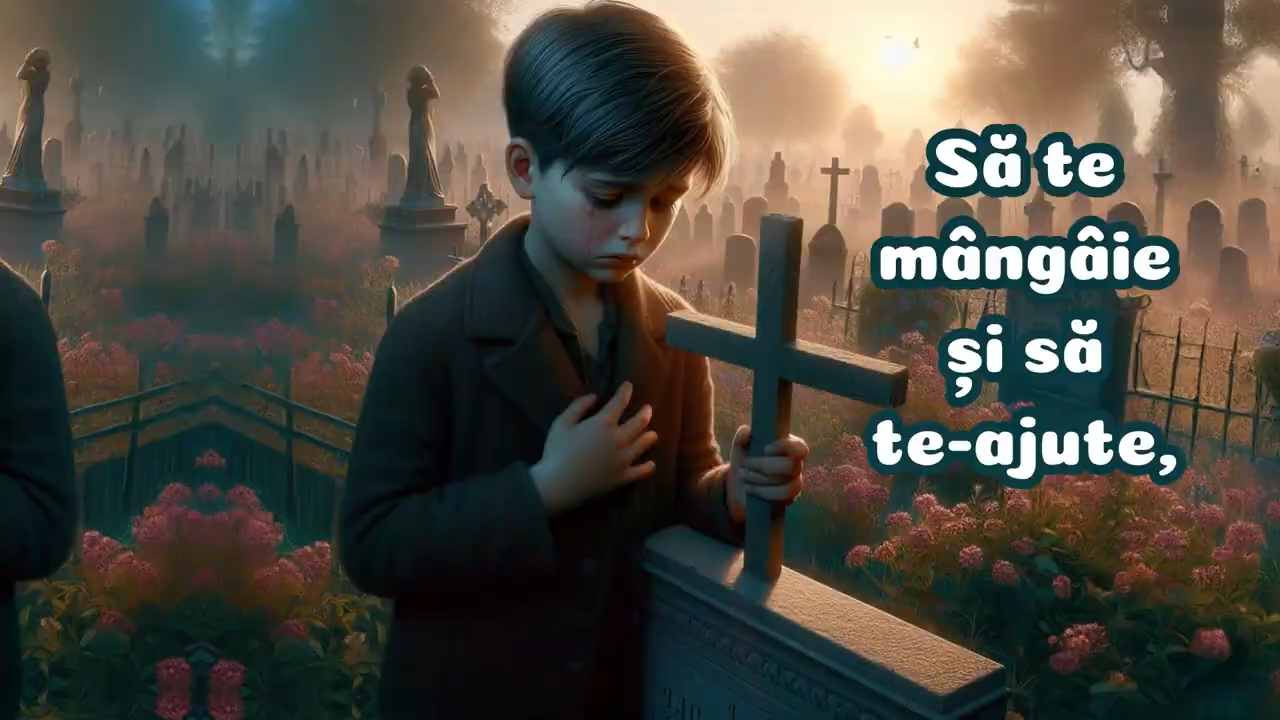 Să te
mângâie
și să
te-ajute,